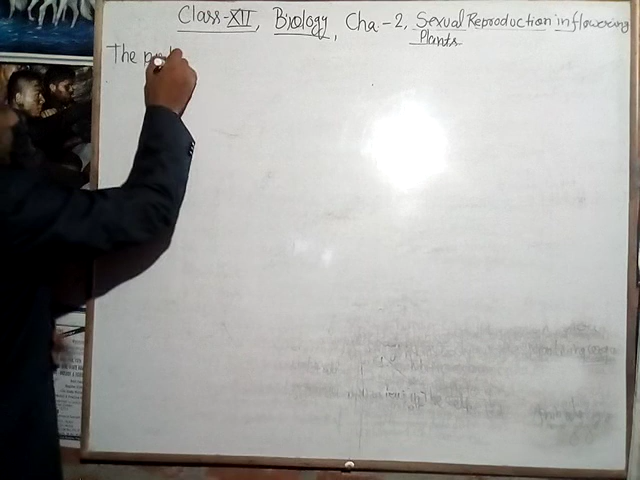 Class-XII, Biology, Cha-2, Sexual Reproduction in flowering
Plants
The